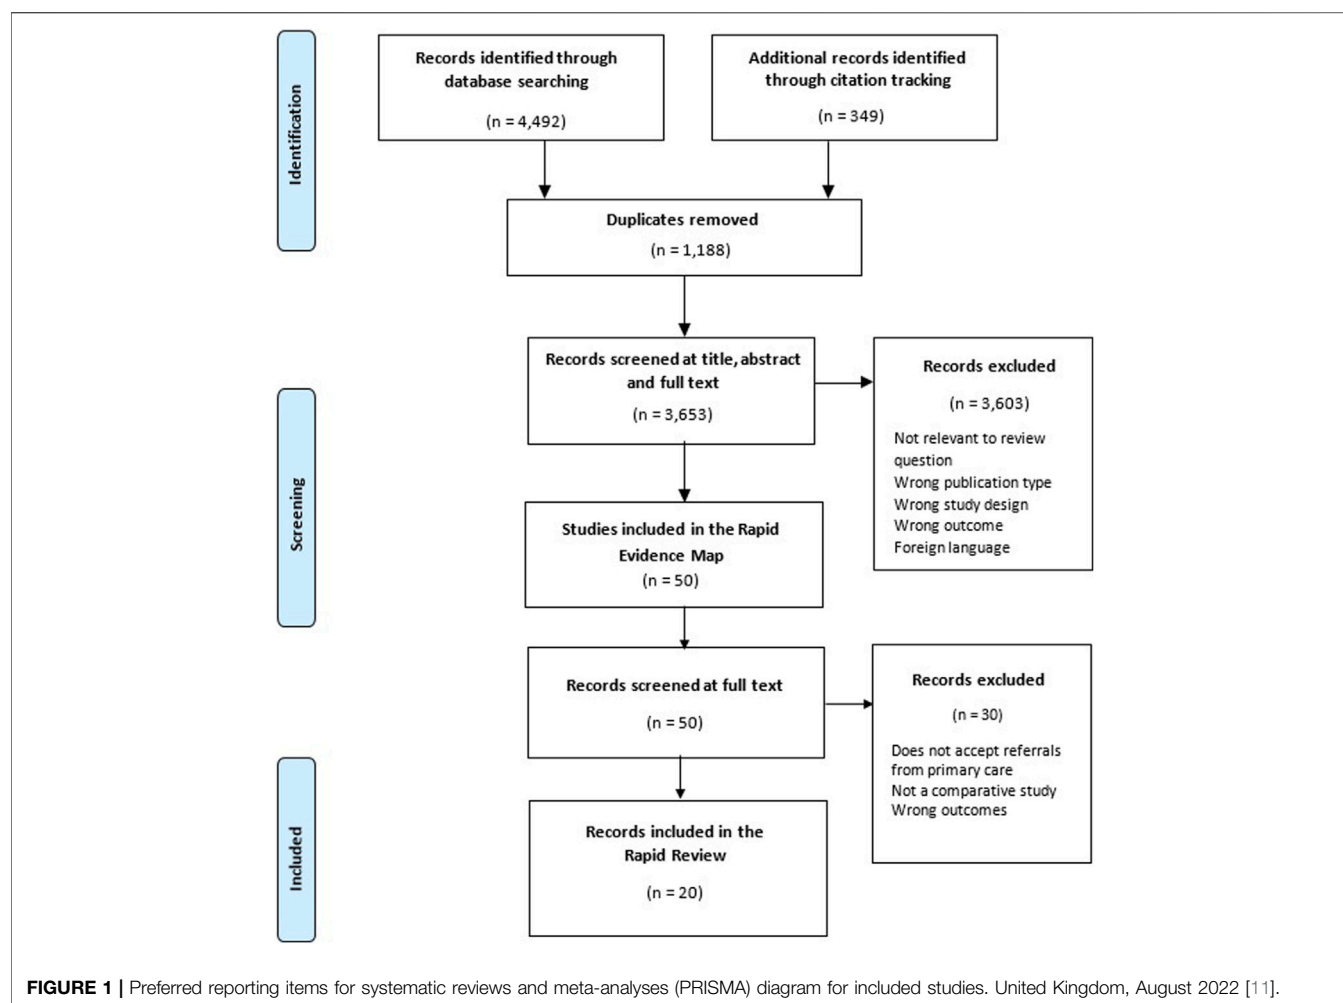 Identification
Records identified through
database searching
(n = 4,492)
Additional records identified
through citation tracking
(n = 349)
Duplicates removed
(n = 1,188)
Screening
Records screened at title, abstract
and full text
(n = 3,653)
Records excluded
(n = 3,603)
Not relevant to review
question
Wrong publication type
Wrong study design
Wrong outcome
Foreign language
Studies included in the Rapid
Evidence Map
(n = 50)
Records screened at full text
(n = 50)
Records excluded
(n = 30)
Does not accept referrals
from primary care
Not a comparative study
Wrong outcomes
Included
Records included in the
Rapid Review
(n = 20)
FIGURE 1 | Preferred reporting items for systematic reviews and meta-analyses (PRISMA) diagram for included studies. United Kingdom, August 2022 [11].